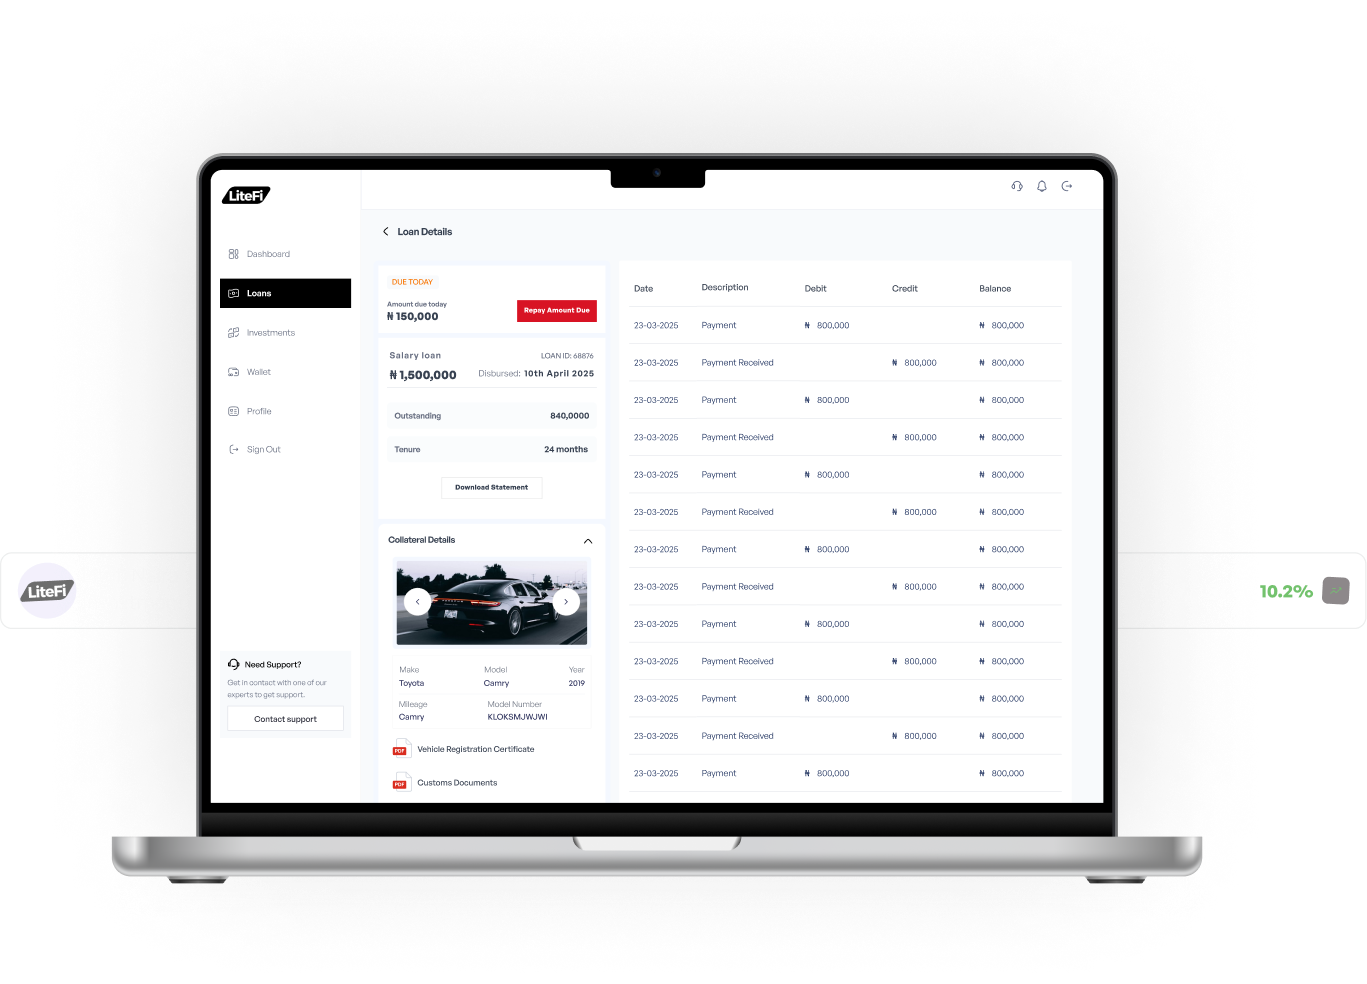 LiteFi
Dashboard
Loans
Investments
Wallet
Profile
Sign Out
Need Support?
Get in contact with one of our
experts to get support.
Contact support
Loan Details
DUE TODAY
Amount due today
₦ 150,000
Repay Amount Due
Salary loan
LOAN ID: 68876
₦ 1,500,000
Disbursed: 10th April 2025
Outstanding 840,0000
Tenure 24 months
Download Statement
Collateral Details
Make Model Year
Toyota Camry 2019
Mileage Model Number
Camry KLOKSMJWJWI
PDF Vehicle Registration Certificate
PDF Customs Documents
Date Description Debit Credit Balance
23-03-2025 Payment ₦ 800,000 ₦ 800,000
23-03-2025 Payment Received ₦ 800,000 ₦ 800,000
23-03-2025 Payment ₦ 800,000 ₦ 800,000
23-03-2025 Payment Received ₦ 800,000 ₦ 800,000
23-03-2025 Payment ₦ 800,000 ₦ 800,000
23-03-2025 Payment Received ₦ 800,000 ₦ 800,000
23-03-2025 Payment ₦ 800,000 ₦ 800,000
23-03-2025 Payment Received ₦ 800,000 ₦ 800,000
23-03-2025 Payment ₦ 800,000 ₦ 800,000
23-03-2025 Payment Received ₦ 800,000 ₦ 800,000
23-03-2025 Payment ₦ 800,000 ₦ 800,000
23-03-2025 Payment Received ₦ 800,000 ₦ 800,000
23-03-2025 Payment ₦ 800,000 ₦ 800,000
LiteFi
10.2%